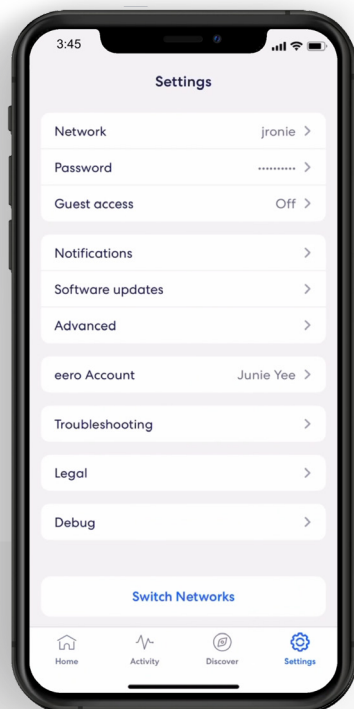 3:45
Settings
Network jronie >
Password ·········· >
Guest access Off >
Notifications >
Software updates >
Advanced >
eero Account Junie Yee >
Troubleshooting >
Legal >
Debug >
Switch Networks
Home Activity Discover Settings